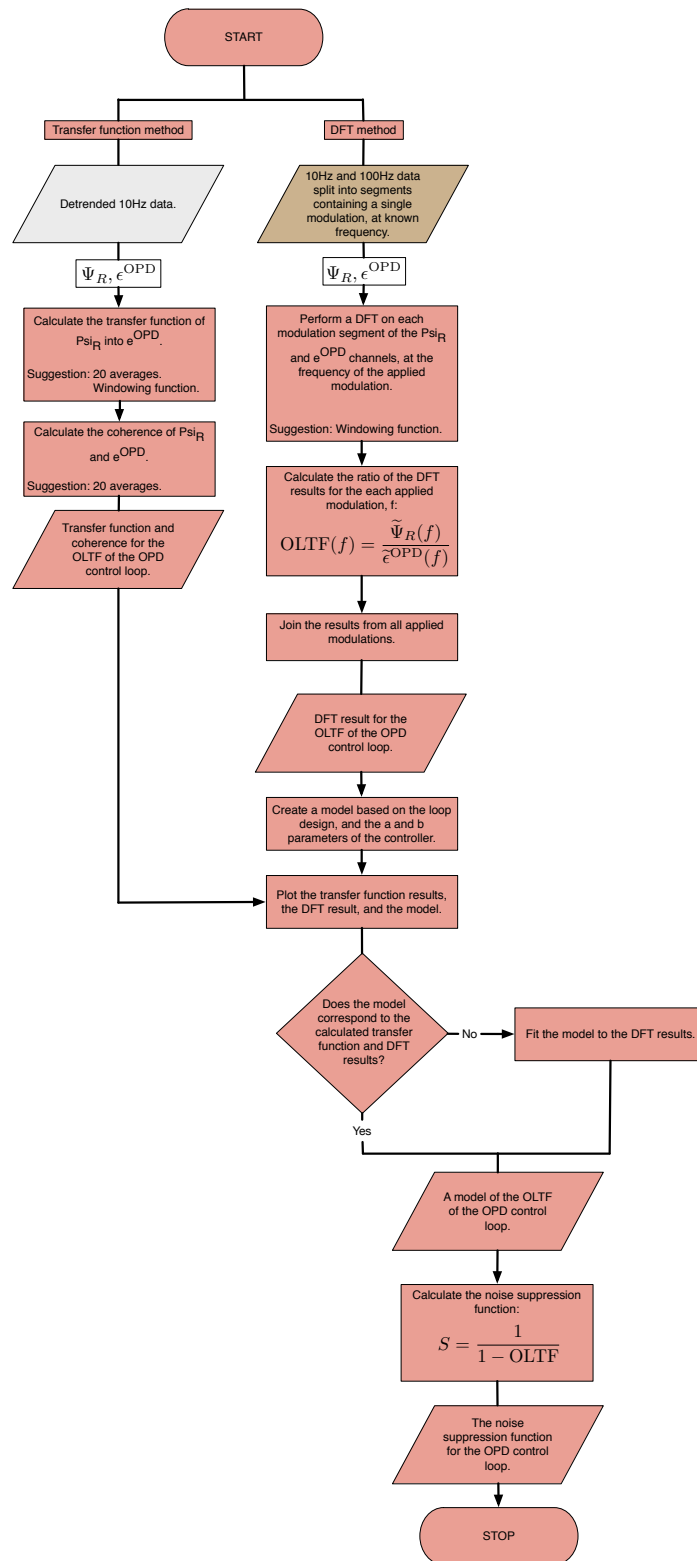 START
Transfer function method
DFT method
Detrended 10Hz data.
10Hz and 100Hz data
split into segments
containing a single
modulation, at known
frequency.
Ψ_R, ϵ^OPD
Ψ_R, ϵ^OPD
Calculate the transfer function of
Psi_R into e^OPD.
Suggestion: 20 averages.
Windowing function.
Calculate the coherence of Psi_R
and e^OPD.
Suggestion: 20 averages.
Transfer function and
coherence for the
OLTF of the OPD
control loop.
Perform a DFT on each
modulation segment of the Psi_R
and e^OPD channels, at the
frequency of the applied
modulation.
Suggestion: Windowing function.
Calculate the ratio of the DFT
results for the each applied
modulation, f:
OLTF(f) = Ψ̃_R(f) / ϵ̃^OPD(f)
Join the results from all applied
modulations.
DFT result for the
OLTF of the OPD
control loop.
Create a model based on the loop
design, and the a and b
parameters of the controller.
Plot the transfer function results,
the DFT result, and the model.
Does the model
correspond to the
calculated transfer
function and DFT
results?
No
Fit the model to the DFT results.
Yes
A model of the OLTF
of the OPD control
loop.
Calculate the noise suppression
function:
S = 1 / (1 − OLTF)
The noise
suppression function
for the OPD control
loop.
STOP